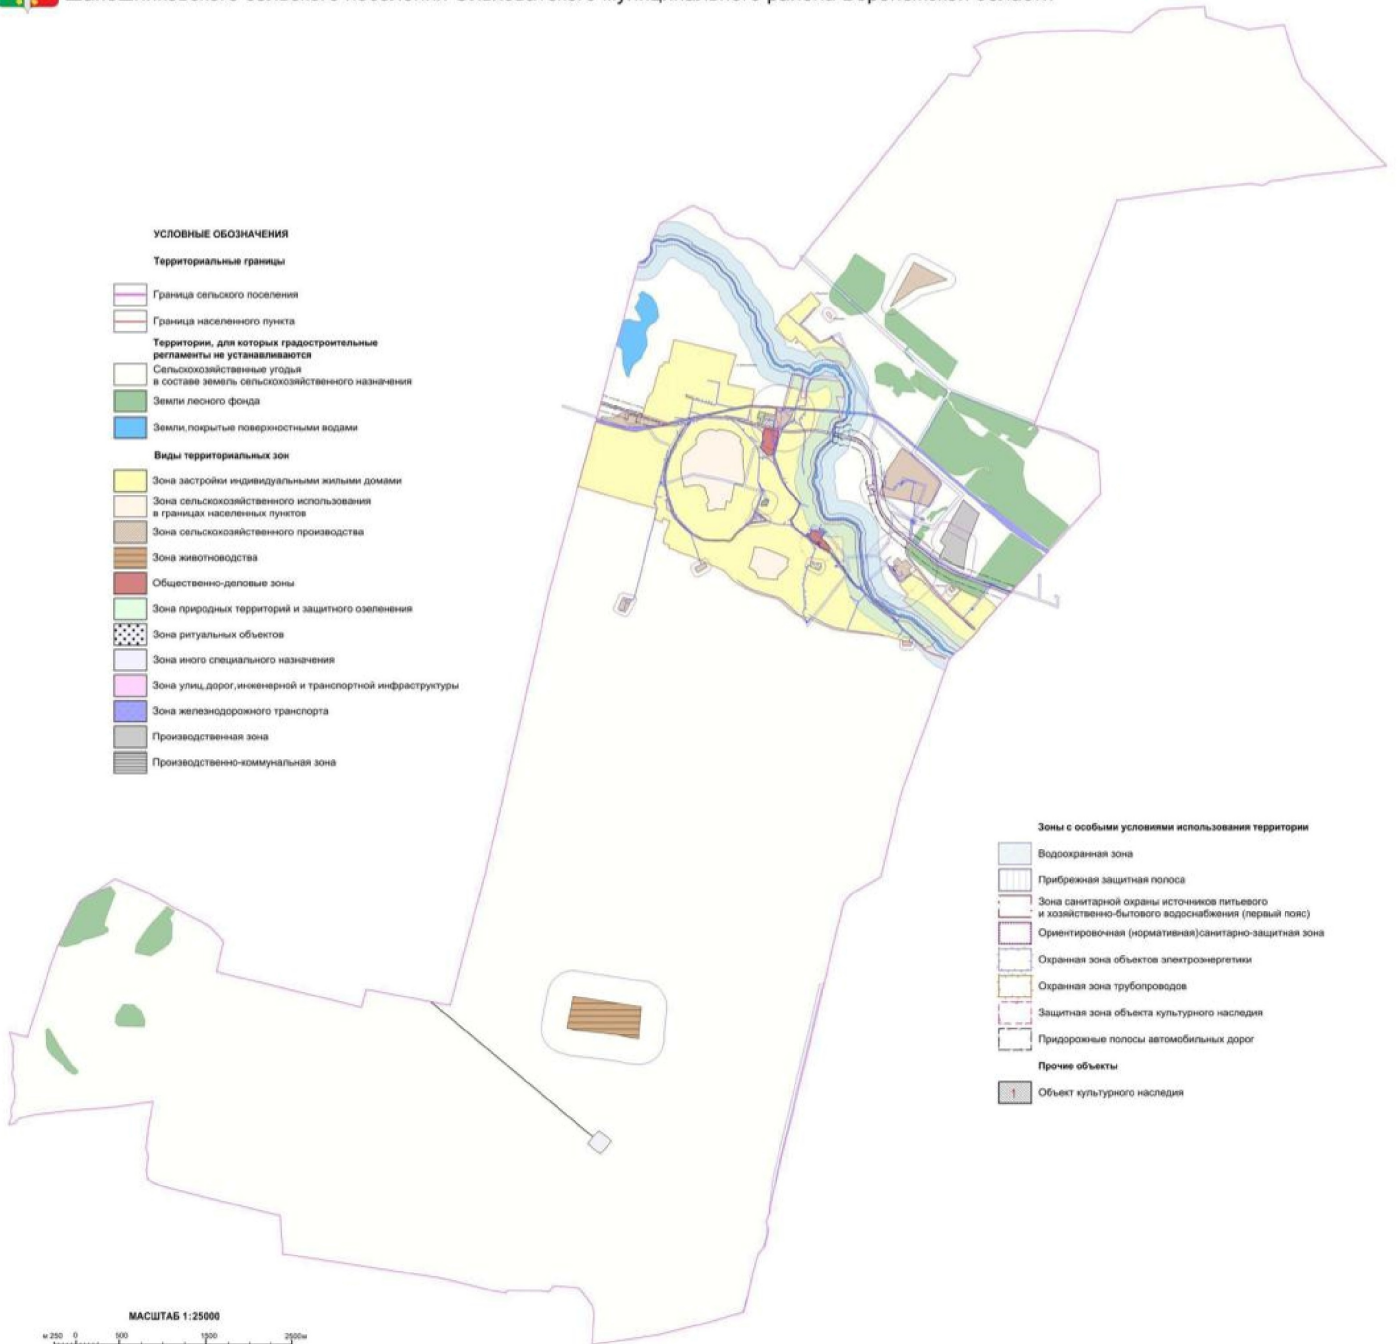 УСЛОВНЫЕ ОБОЗНАЧЕНИЯ
Территориальные границы
Граница сельского поселения
Граница населенного пункта
Территории, для которых градостроительные
регламенты не устанавливаются
Сельскохозяйственные угодья
в составе земель сельскохозяйственного назначения
Земли лесного фонда
Земли,покрытые поверхностными водами
Виды территориальных зон
Зона застройки индивидуальными жилыми домами
Зона сельскохозяйственного использования
в границах населенных пунктов
Зона сельскохозяйственного производства
Зона животноводства
Общественно-деловые зоны
Зона природных территорий и защитного озеленения
Зона ритуальных объектов
Зона иного специального назначения
Зона улиц,дорог,инженерной и транспортной инфраструктуры
Зона железнодорожного транспорта
Производственная зона
Производственно-коммунальная зона
Зоны с особыми условиями использования территории
Водоохранная зона
Прибрежная защитная полоса
Зона санитарной охраны источников питьевого
и хозяйственно-бытового водоснабжения (первый пояс)
Ориентировочная (нормативная)санитарно-защитная зона
Охранная зона объектов электроэнергетики
Охранная зона трубопроводов
Защитная зона объекта культурного наследия
Придорожные полосы автомобильных дорог
Прочие объекты
1 Объект культурного наследия
МАСШТАБ 1:25000
м 250 0 500 1500 2500м